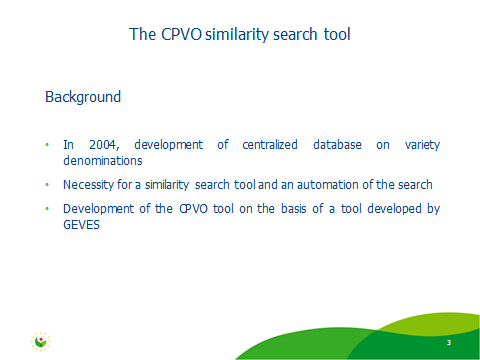 The CPVO similarity search tool
Background
• In 2004, development of centralized database on variety
denominations
• Necessity for a similarity search tool and an automation of the search
• Development of the CPVO tool on the basis of a tool developed by
GEVES
3